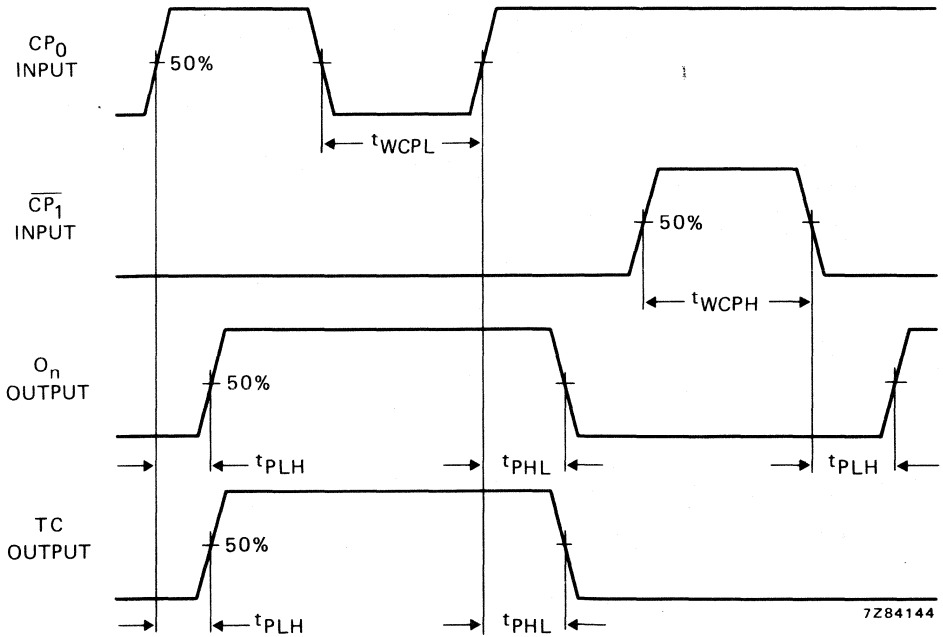 CP0
INPUT
50%
tWCPL
CP1
INPUT
50%
tWCPH
On
OUTPUT
50%
tPLH
tPHL
tPLH
TC
OUTPUT
50%
tPLH
tPHL
7Z84144